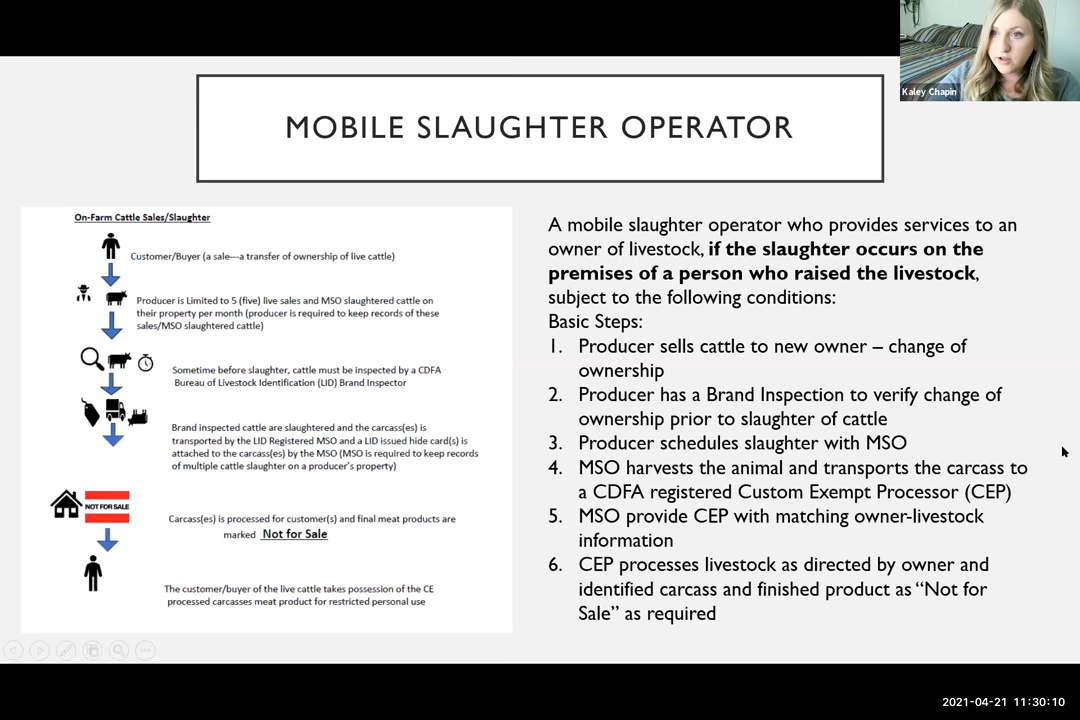 Kaley Chapin
MOBILE SLAUGHTER OPERATOR
On-Farm Cattle Sales/Slaughter
Customer/Buyer (a sale---a transfer of ownership of live cattle)
Producer is Limited to 5 (five) live sales and MSO slaughtered cattle on
their property per month (producer is required to keep records of these
sales/MSO slaughtered cattle)
Sometime before slaughter, cattle must be inspected by a CDFA
Bureau of Livestock Identification (LID) Brand Inspector
Brand inspected cattle are slaughtered and the carcass(es) is
transported by the LID Registered MSO and a LID issued hide card(s) is
attached to the carcass(es) by the MSO (MSO is required to keep records
of multiple cattle slaughter on a producer's property)
NOT FOR SALE
Carcass(es) is processed for customer(s) and final meat products are
marked Not for Sale
The customer/buyer of the live cattle takes possession of the CE
processed carcasses meat product for restricted personal use
A mobile slaughter operator who provides services to an
owner of livestock, if the slaughter occurs on the
premises of a person who raised the livestock,
subject to the following conditions:
Basic Steps:
1. Producer sells cattle to new owner – change of
ownership
2. Producer has a Brand Inspection to verify change of
ownership prior to slaughter of cattle
3. Producer schedules slaughter with MSO
4. MSO harvests the animal and transports the carcass to
a CDFA registered Custom Exempt Processor (CEP)
5. MSO provide CEP with matching owner-livestock
information
6. CEP processes livestock as directed by owner and
identified carcass and finished product as “Not for
Sale” as required
2021-04-21 11:30:10